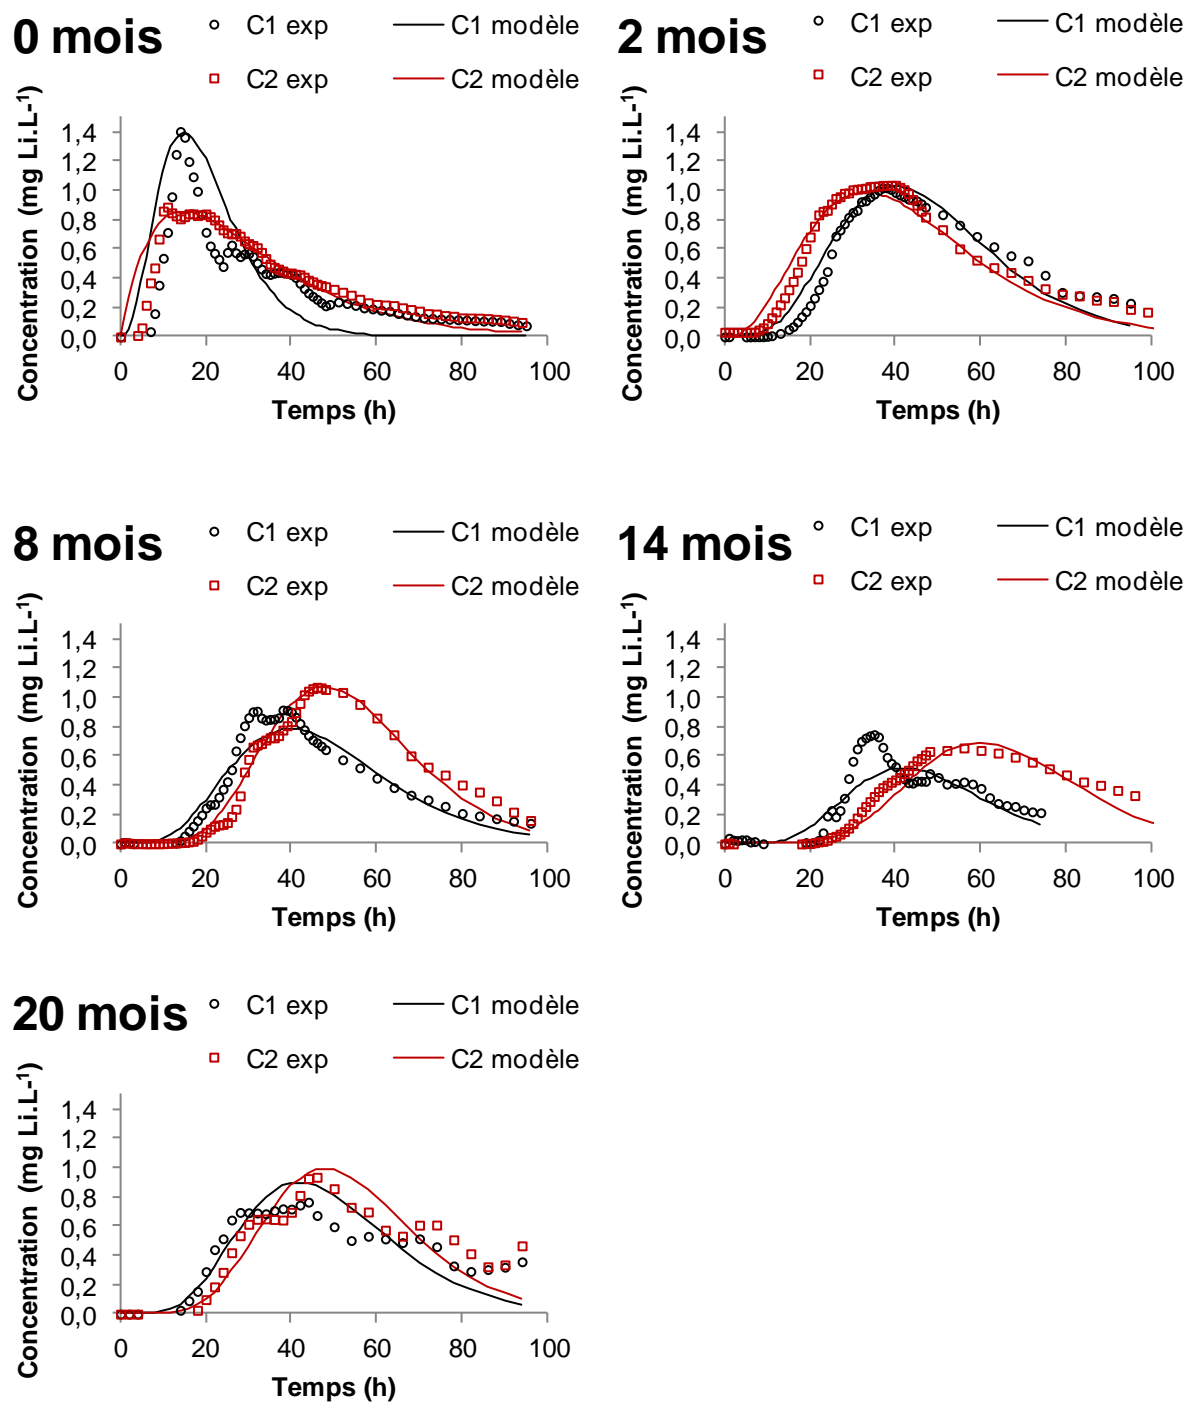 0 mois
C1 exp
C1 modèle
C2 exp
C2 modèle
Concentration (mg Li.L-1)
1,4
1,2
1,0
0,8
0,6
0,4
0,2
0,0
0 20 40 60 80 100
Temps (h)
2 mois
C1 exp
C1 modèle
C2 exp
C2 modèle
Concentration (mg Li.L-1)
1,4
1,2
1,0
0,8
0,6
0,4
0,2
0,0
0 20 40 60 80 100
Temps (h)
8 mois
C1 exp
C1 modèle
C2 exp
C2 modèle
Concentration (mg Li.L-1)
1,4
1,2
1,0
0,8
0,6
0,4
0,2
0,0
0 20 40 60 80 100
Temps (h)
14 mois
C1 exp
C1 modèle
C2 exp
C2 modèle
Concentration (mg Li.L-1)
1,4
1,2
1,0
0,8
0,6
0,4
0,2
0,0
0 20 40 60 80 100
Temps (h)
20 mois
C1 exp
C1 modèle
C2 exp
C2 modèle
Concentration (mg Li.L-1)
1,4
1,2
1,0
0,8
0,6
0,4
0,2
0,0
0 20 40 60 80 100
Temps (h)